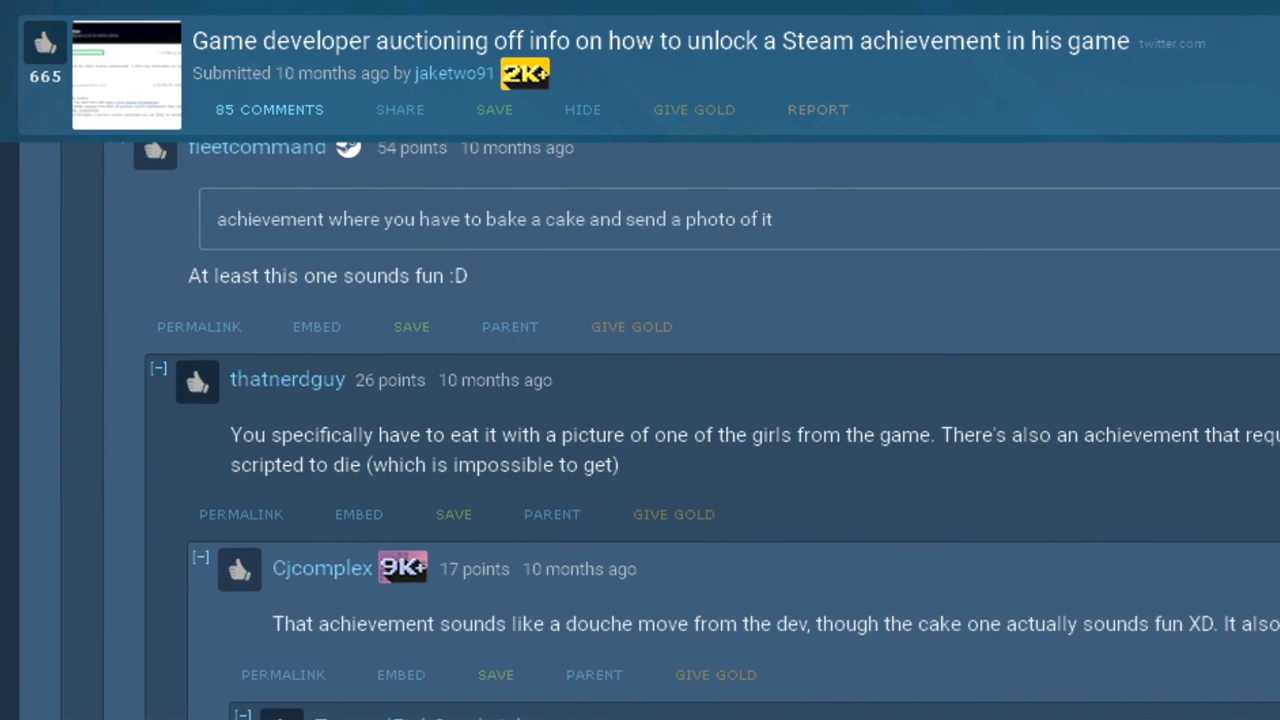 Game developer auctioning off info on how to unlock a Steam achievement in his game twitter.com
665
Submitted 10 months ago by jaketwo91 2K+
85 COMMENTS SHARE SAVE HIDE GIVE GOLD REPORT
fleetcommand 54 points 10 months ago
achievement where you have to bake a cake and send a photo of it
At least this one sounds fun :D
PERMALINK EMBED SAVE PARENT GIVE GOLD
[-] thatnerdguy 26 points 10 months ago
You specifically have to eat it with a picture of one of the girls from the game. There's also an achievement that requ
scripted to die (which is impossible to get)
PERMALINK EMBED SAVE PARENT GIVE GOLD
[-] Cjcomplex 9K+ 17 points 10 months ago
That achievement sounds like a douche move from the dev, though the cake one actually sounds fun XD. It also
PERMALINK EMBED SAVE PARENT GIVE GOLD
[-]